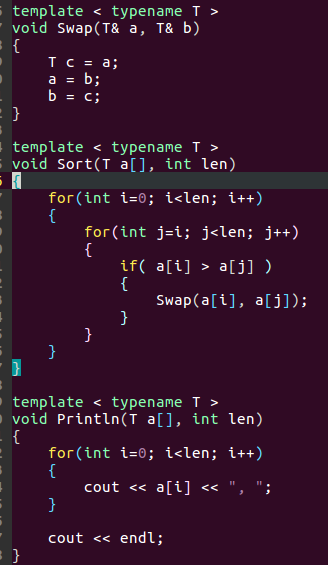 template < typename T >
void Swap(T& a, T& b)
{
    T c = a;
    a = b;
    b = c;
}

template < typename T >
void Sort(T a[], int len)
{
    for(int i=0; i<len; i++)
    {
        for(int j=i; j<len; j++)
        {
            if( a[i] > a[j] )
            {
                Swap(a[i], a[j]);
            }
        }
    }
}

template < typename T >
void Println(T a[], int len)
{
    for(int i=0; i<len; i++)
    {
        cout << a[i] << ", ";
    }

    cout << endl;
}